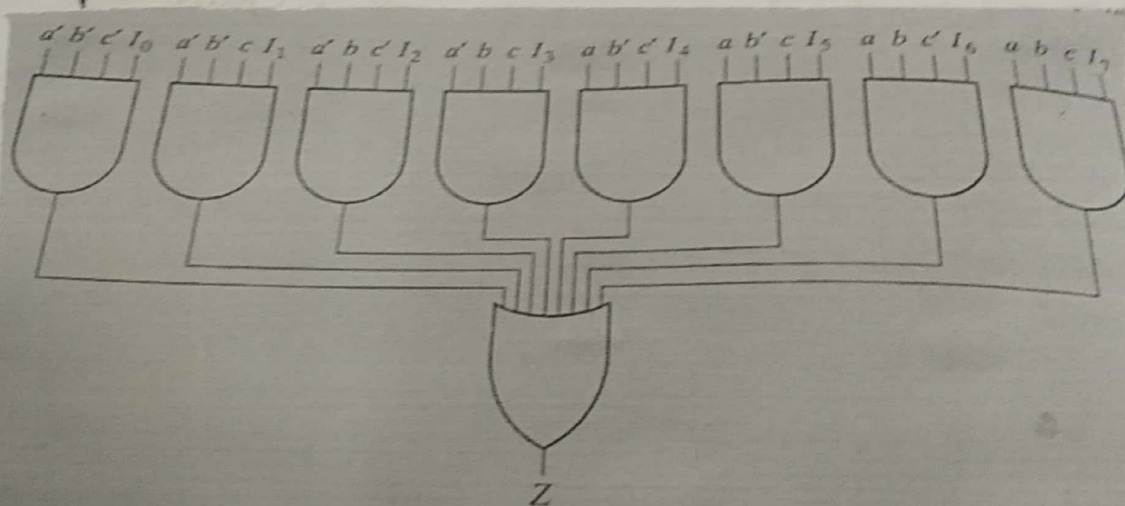 a' b' c' I₀ a' b' c I₁ a' b c' I₂ a' b c I₃ a b' c' I₄ a b' c I₅ a b c' I₆ a b c I₇
Z